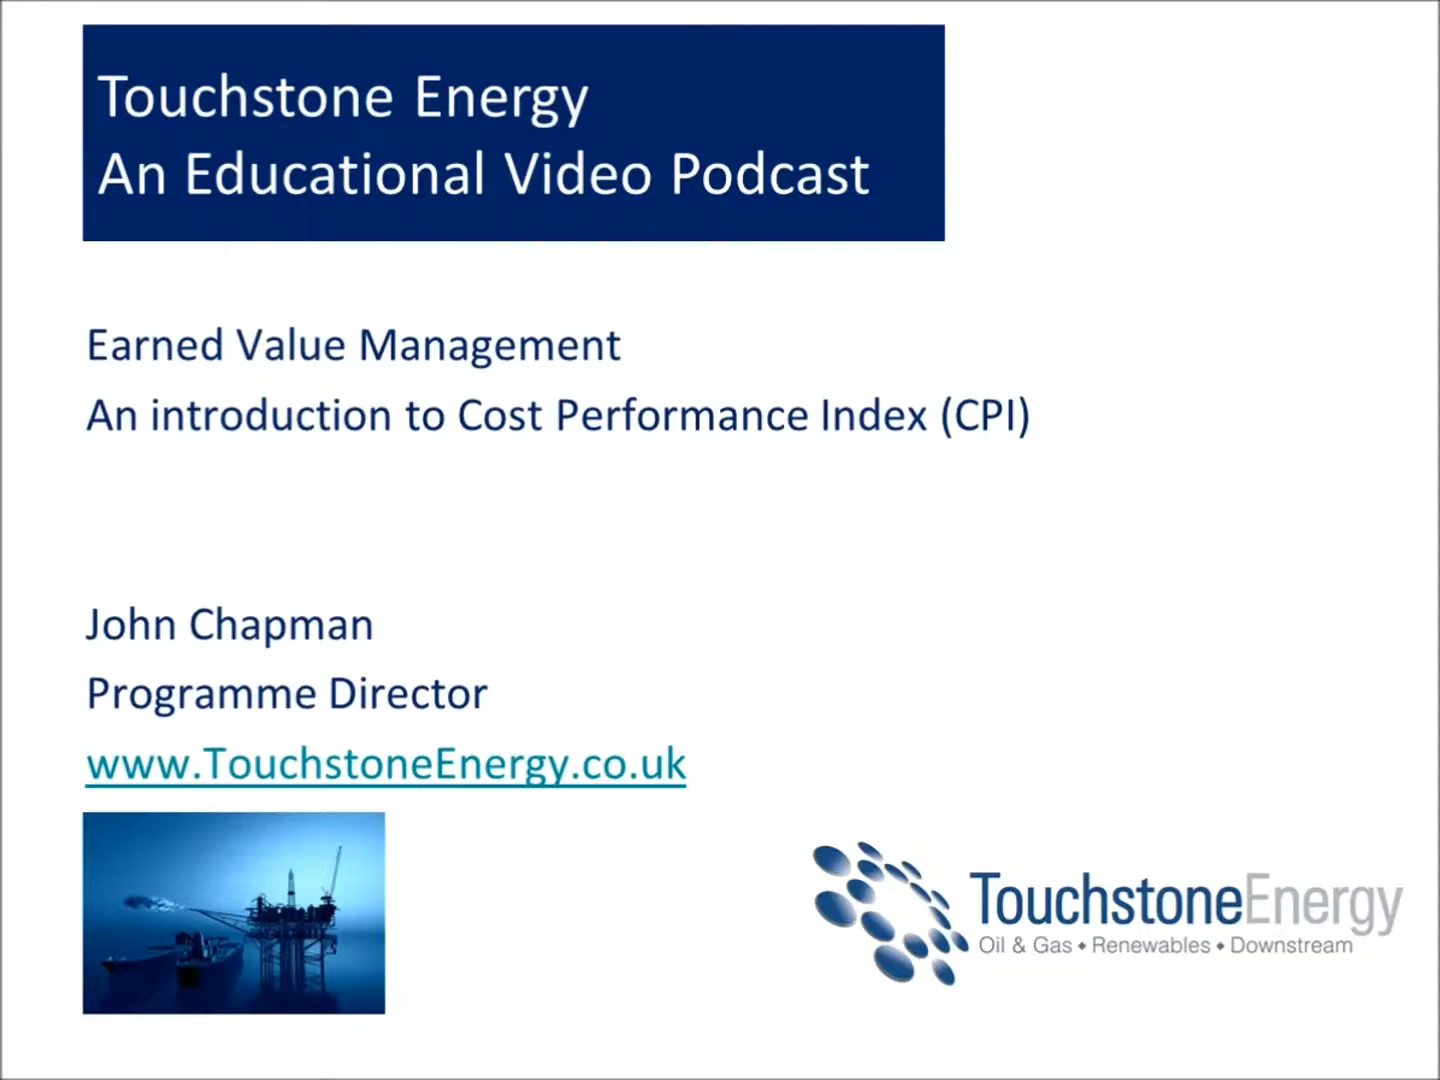 Touchstone Energy
An Educational Video Podcast
Earned Value Management
An introduction to Cost Performance Index (CPI)
John Chapman
Programme Director
www.TouchstoneEnergy.co.uk
TouchstoneEnergy
Oil & Gas ◆ Renewables ◆ Downstream